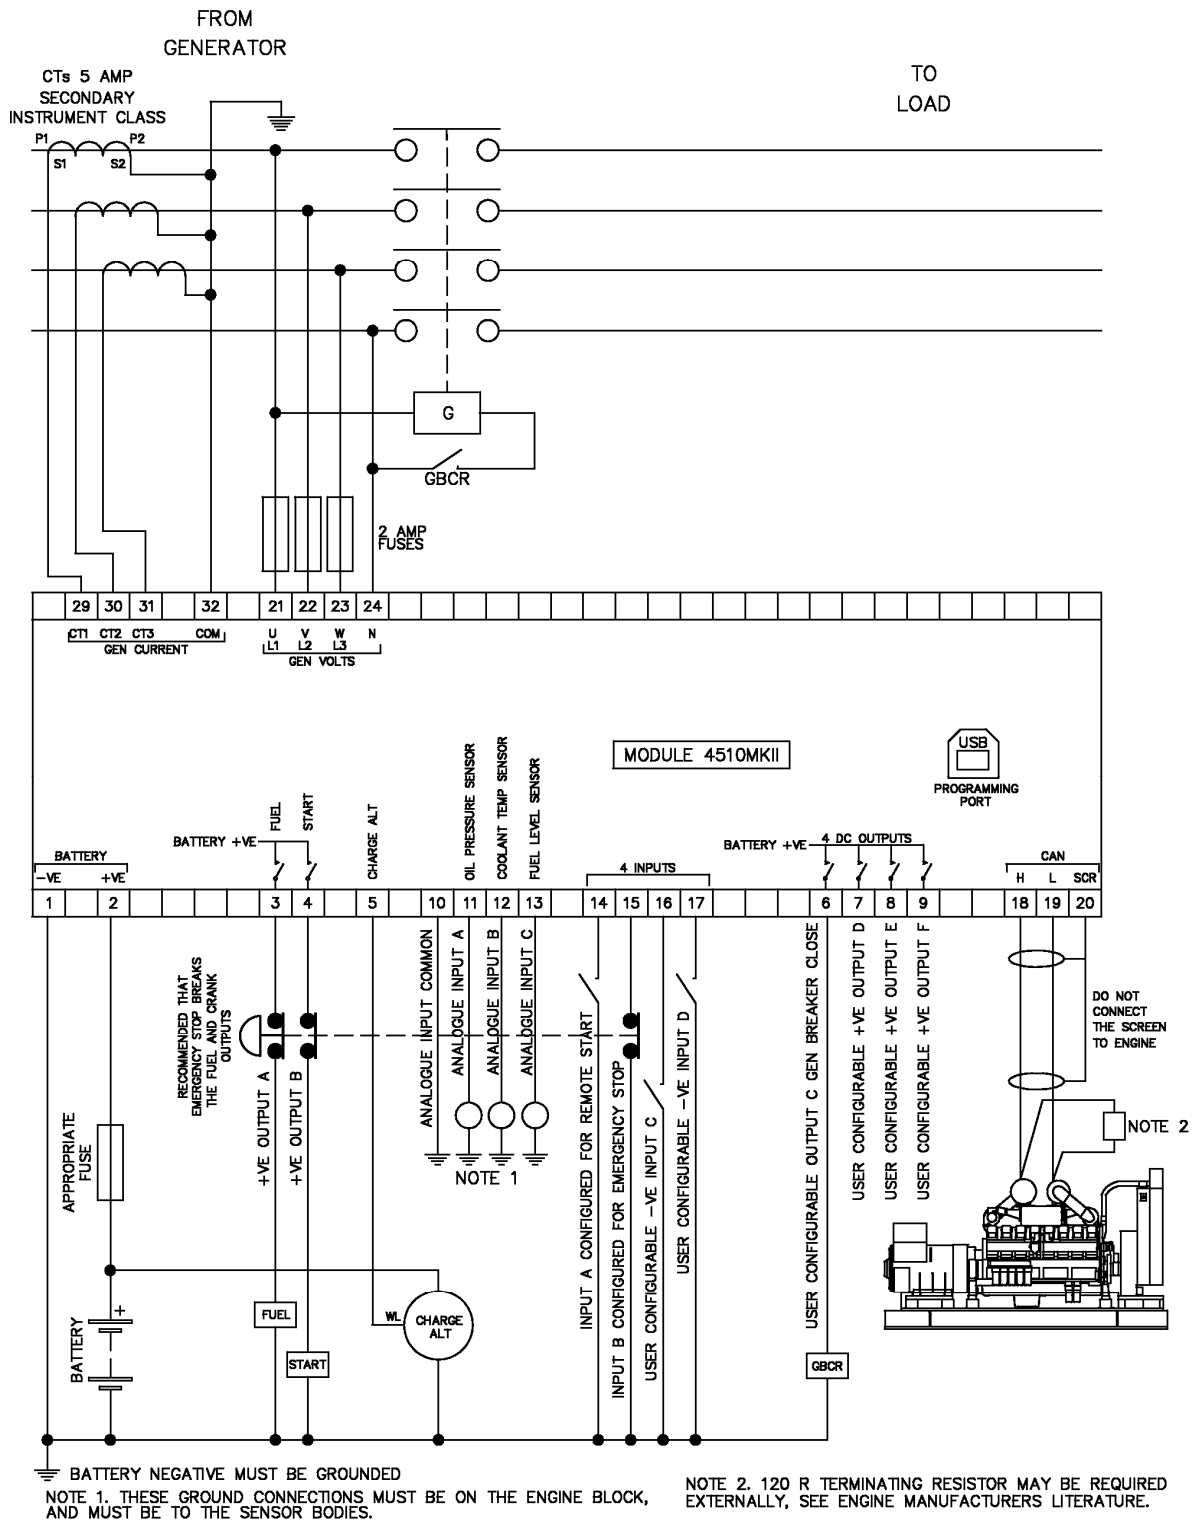 FROM
GENERATOR
CTs 5 AMP
SECONDARY
INSTRUMENT CLASS
TO
LOAD
P1 P2
S1 S2
G
GBCR
2 AMP
FUSES
29 30 31 32 21 22 23 24
CT1 CT2 CT3 COM
GEN CURRENT
U V W N
L1 L2 L3
GEN VOLTS
MODULE 4510MKII
USB
PROGRAMMING
PORT
OIL PRESSURE SENSOR
COOLANT TEMP SENSOR
FUEL LEVEL SENSOR
FUEL
START
CHARGE ALT
BATTERY +VE
BATTERY
-VE +VE
4 INPUTS
BATTERY +VE
4 DC OUTPUTS
CAN
H L SCR
1 2 3 4 5 10 11 12 13 14 15 16 17 6 7 8 9 18 19 20
RECOMMENDED THAT
EMERGENCY STOP BREAKS
THE FUEL AND CRANK
OUTPUTS
+VE OUTPUT A
+VE OUTPUT B
ANALOGUE INPUT COMMON
ANALOGUE INPUT A
ANALOGUE INPUT B
ANALOGUE INPUT C
NOTE 1
INPUT A CONFIGURED FOR REMOTE START
INPUT B CONFIGURED FOR EMERGENCY STOP
USER CONFIGURABLE -VE INPUT C
USER CONFIGURABLE -VE INPUT D
USER CONFIGURABLE OUTPUT C GEN BREAKER CLOSE
USER CONFIGURABLE +VE OUTPUT D
USER CONFIGURABLE +VE OUTPUT E
USER CONFIGURABLE +VE OUTPUT F
DO NOT
CONNECT
THE SCREEN
TO ENGINE
NOTE 2
APPROPRIATE
FUSE
BATTERY
+
FUEL
START
WL
CHARGE
ALT
GBCR
BATTERY NEGATIVE MUST BE GROUNDED
NOTE 1. THESE GROUND CONNECTIONS MUST BE ON THE ENGINE BLOCK,
AND MUST BE TO THE SENSOR BODIES.
NOTE 2. 120 R TERMINATING RESISTOR MAY BE REQUIRED
EXTERNALLY, SEE ENGINE MANUFACTURERS LITERATURE.